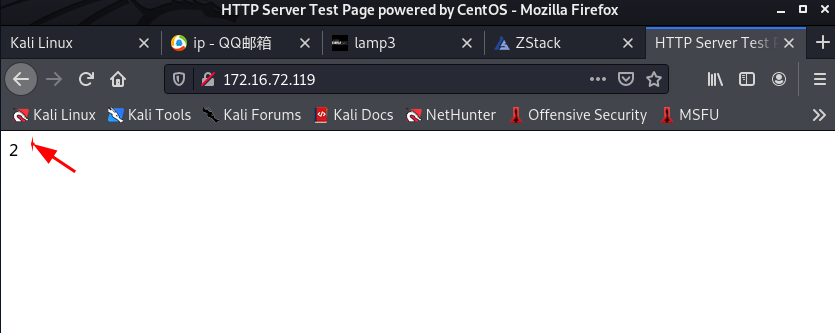 HTTP Server Test Page powered by CentOS - Mozilla Firefox
Kali Linux ip - QQ邮箱 lamp3 ZStack HTTP Server Test P
172.16.72.119
Kali Linux Kali Tools Kali Forums Kali Docs NetHunter Offensive Security MSFU
2